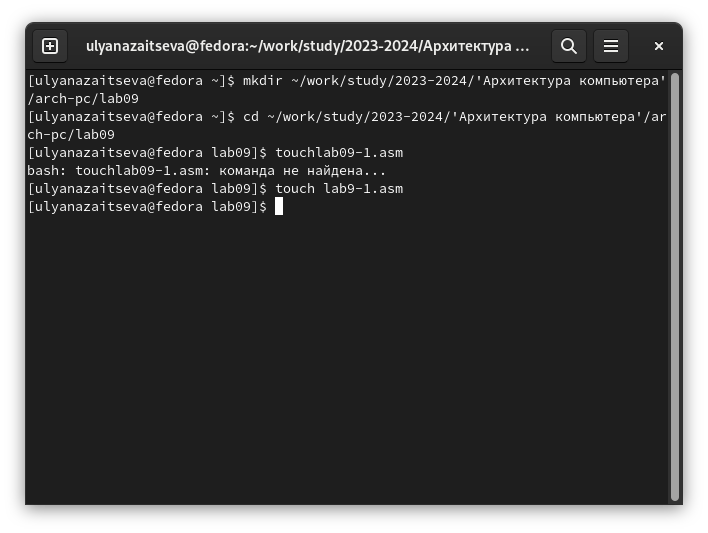 ulyanazaitseva@fedora:~/work/study/2023-2024/Архитектура ...
[ulyanazaitseva@fedora ~]$ mkdir ~/work/study/2023-2024/'Архитектура компьютера'
/arch-pc/lab09
[ulyanazaitseva@fedora ~]$ cd ~/work/study/2023-2024/'Архитектура компьютера'/ar
ch-pc/lab09
[ulyanazaitseva@fedora lab09]$ touchlab09-1.asm
bash: touchlab09-1.asm: команда не найдена...
[ulyanazaitseva@fedora lab09]$ touch lab9-1.asm
[ulyanazaitseva@fedora lab09]$